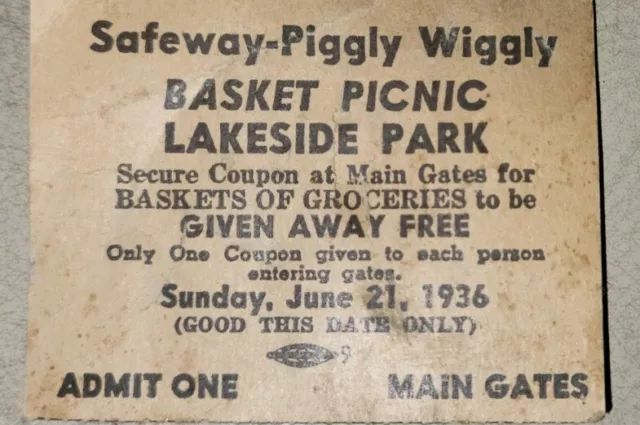 Safeway-Piggly Wiggly
BASKET PICNIC
LAKESIDE PARK
Secure Coupon at Main Gates for
BASKETS OF GROCERIES to be
GIVEN AWAY FREE
Only One Coupon given to each person
entering gates.
Sunday, June 21, 1936
(GOOD THIS DATE ONLY)
9
ADMIT ONE MAIN GATES